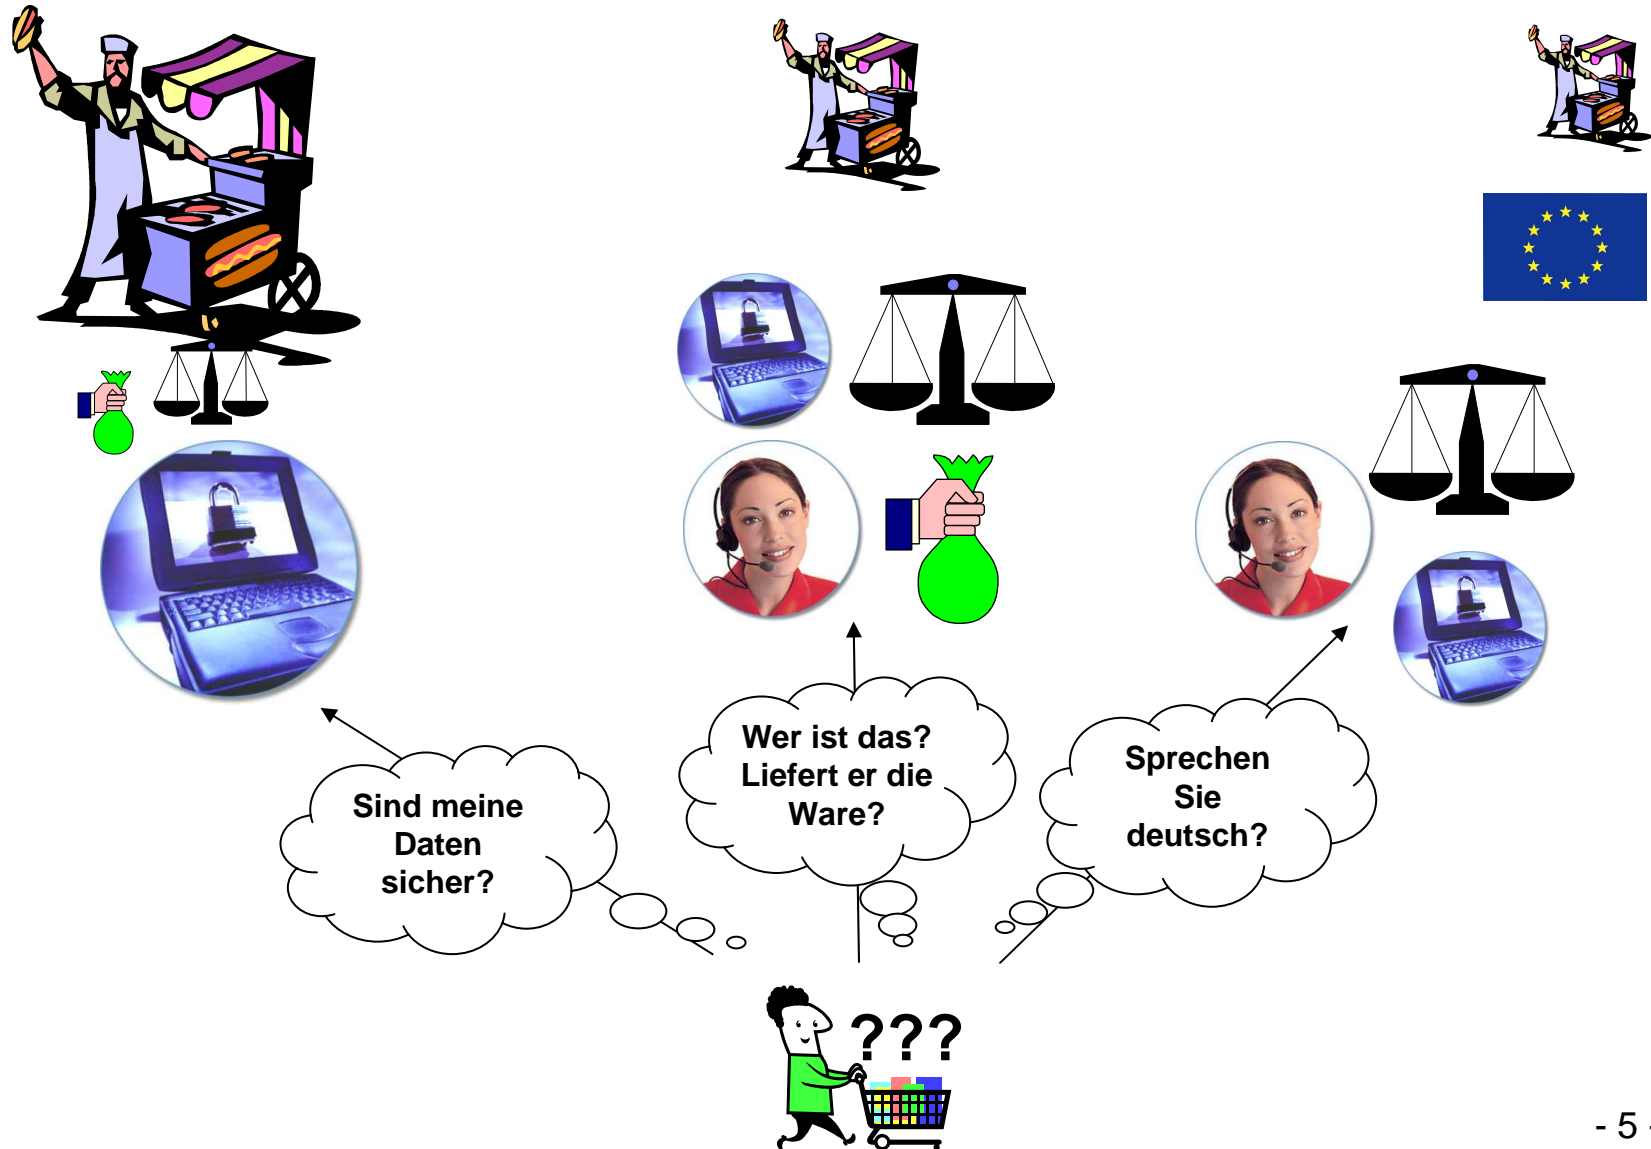 Sind meine
Daten
sicher?
Wer ist das?
Liefert er die
Ware?
Sprechen
Sie
deutsch?
???
- 5 -